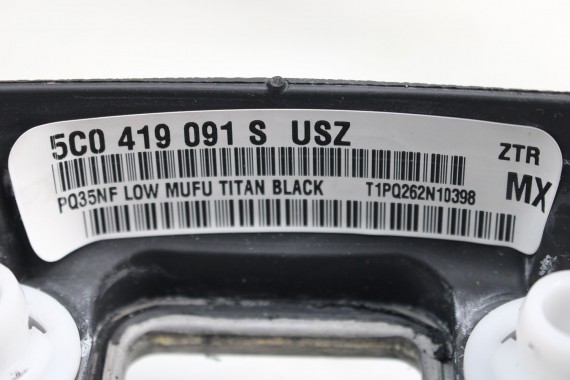 5C0 419 091 S USZ
ZTR
PQ35NF LOW MUFU TITAN BLACK T1PQ262N10398
MX